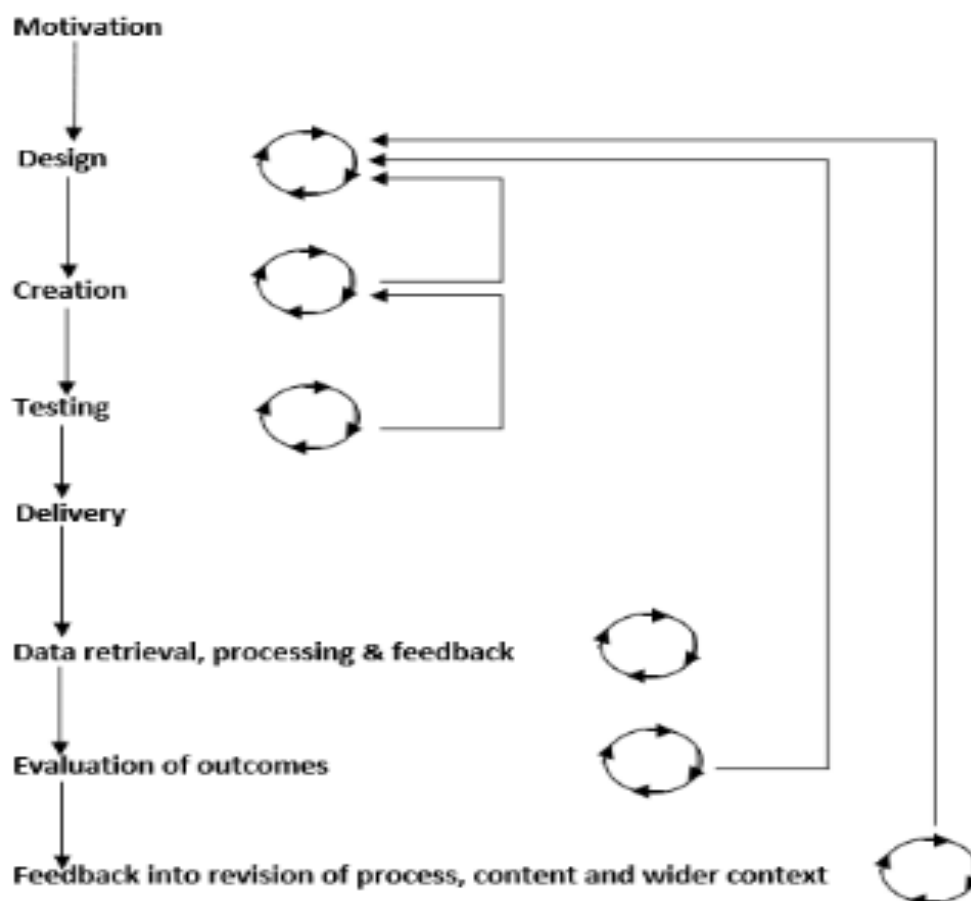 Motivation
Design
Creation
Testing
Delivery
Data retrieval, processing & feedback
Evaluation of outcomes
Feedback into revision of process, content and wider context